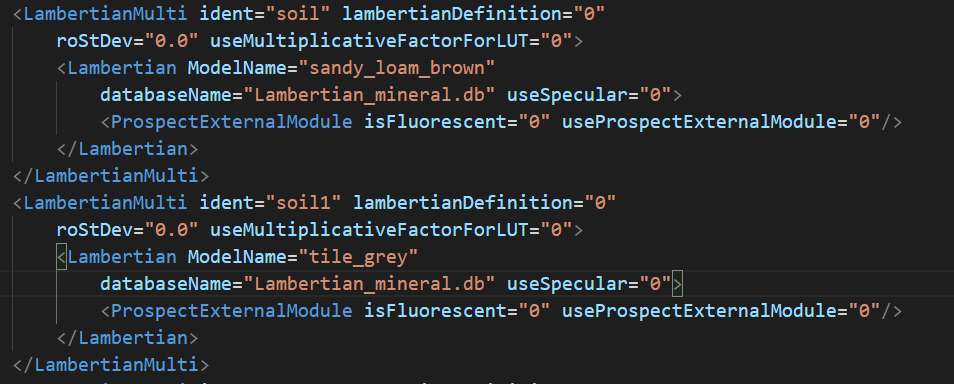 <LambertianMulti ident="soil" lambertianDefinition="0"
roStDev="0.0" useMultiplicativeFactorForLUT="0">
<Lambertian ModelName="sandy_loam_brown"
databaseName="Lambertian_mineral.db" useSpecular="0">
<ProspectExternalModule isFluorescent="0" useProspectExternalModule="0"/>
</Lambertian>
</LambertianMulti>
<LambertianMulti ident="soil1" lambertianDefinition="0"
roStDev="0.0" useMultiplicativeFactorForLUT="0">
<Lambertian ModelName="tile_grey"
databaseName="Lambertian_mineral.db" useSpecular="0">
<ProspectExternalModule isFluorescent="0" useProspectExternalModule="0"/>
</Lambertian>
</LambertianMulti>